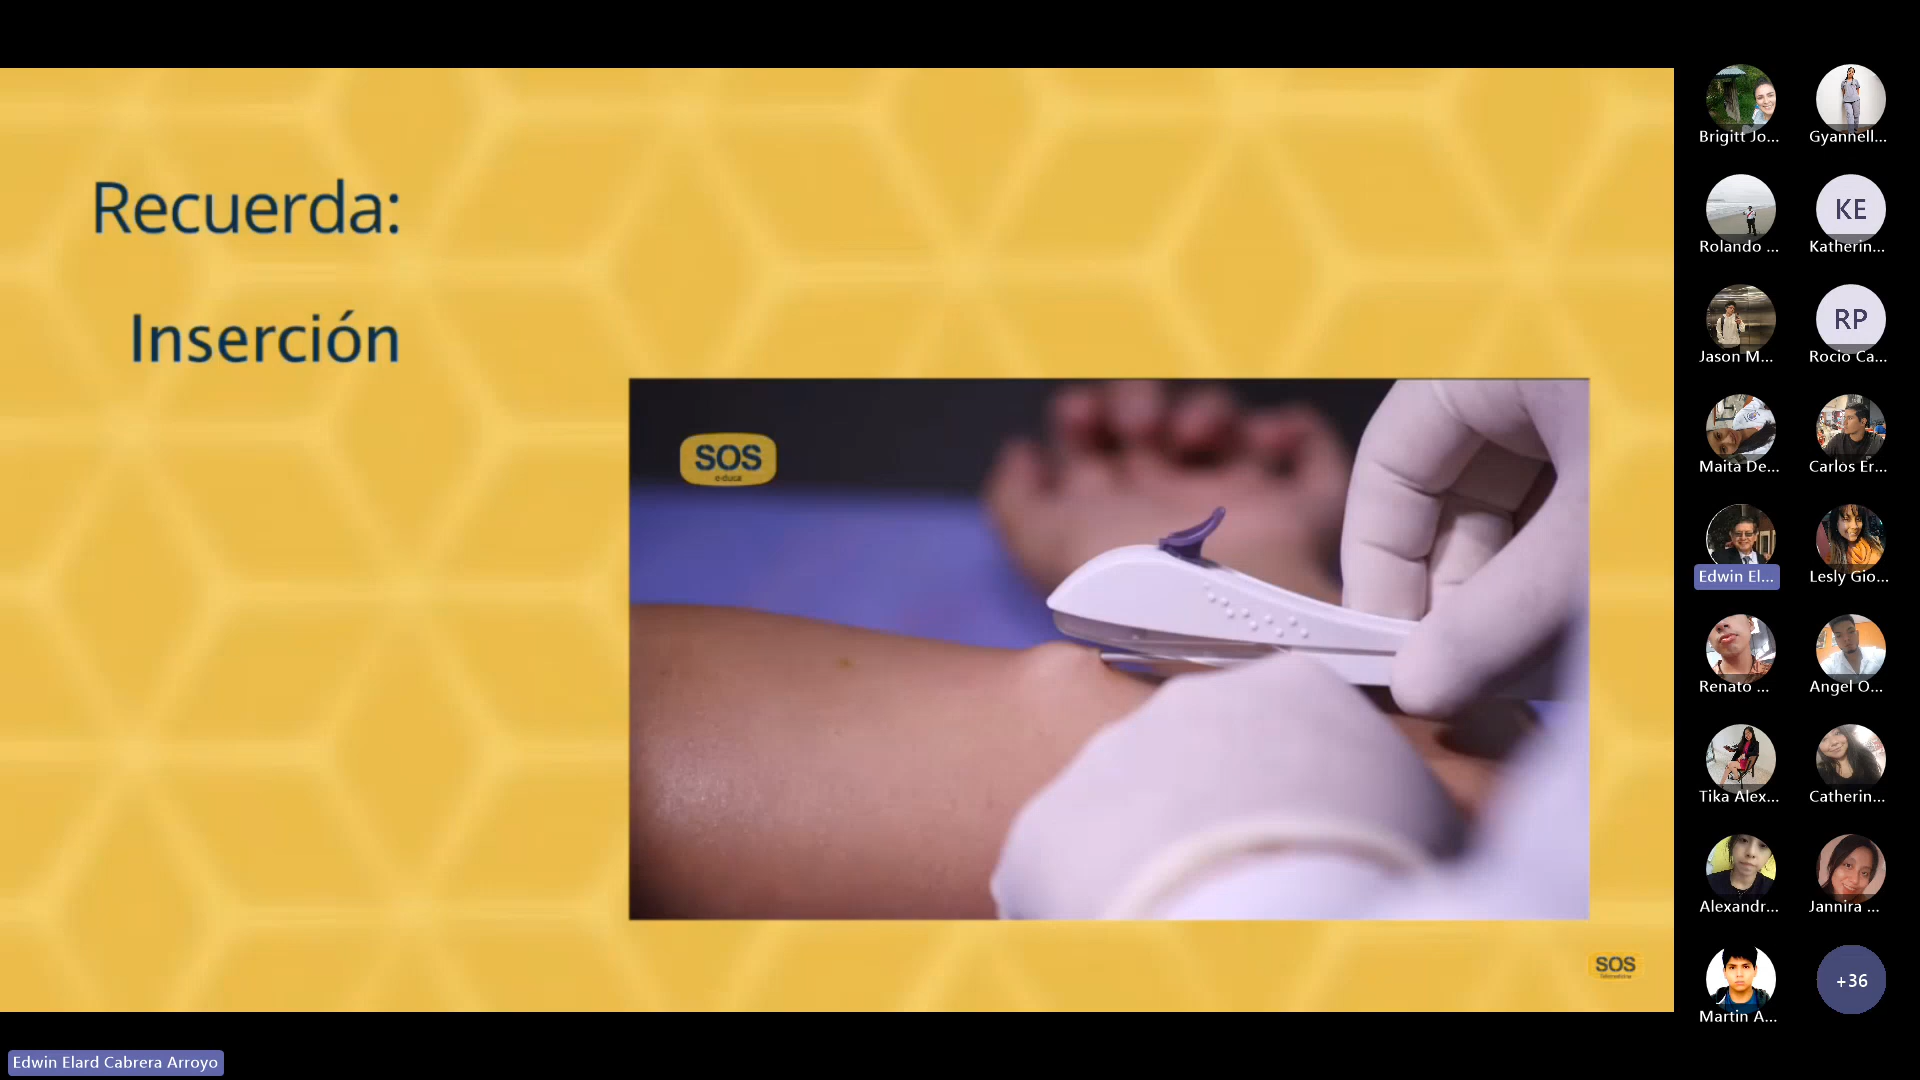 Recuerda:
Inserción
SOS
e·duca
SOS
Brigitt Jo...
Gyannell...
Rolando ...
KE
Katherin...
Jason M...
RP
Rocio Ca...
Maita De...
Carlos Er...
Edwin El...
Lesly Gio...
Renato ...
Angel O...
Tika Alex...
Catherin...
Alexandr...
Jannira ...
Martin A...
+36
Edwin Elard Cabrera Arroyo